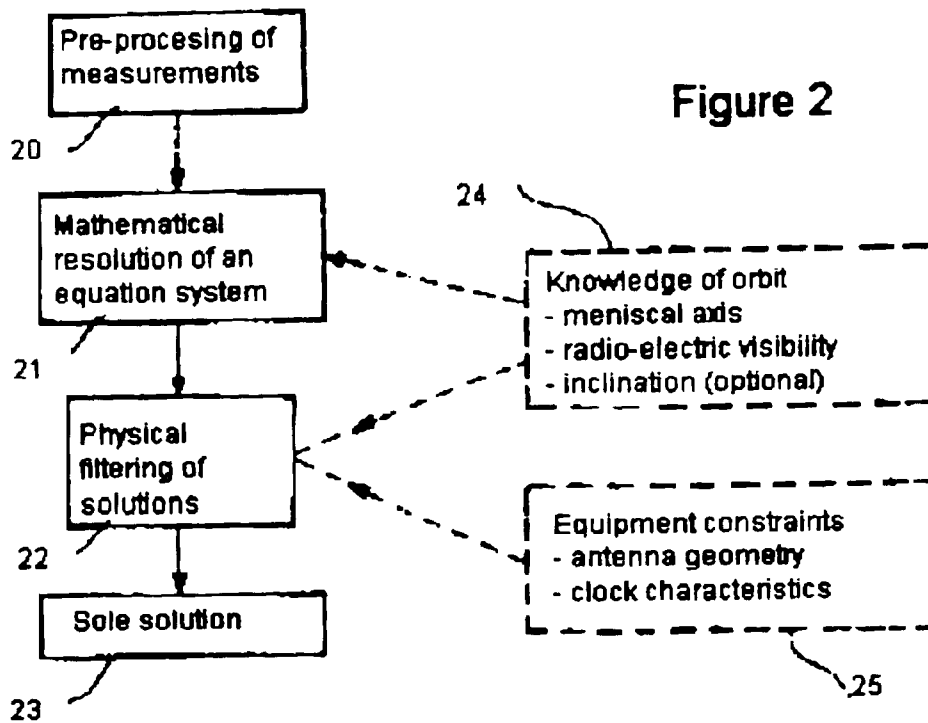 Pre-procesing of
measurements
Figure 2
20
24
Mathematical
resolution of an
equation system
Knowledge of orbit
- meniscal axis
- radio-electric visibility
- inclination (optional)
21
Physical
filtering of
solutions
Equipment constraints
- antenna geometry
- clock characteristics
22
Sole solution
23
25